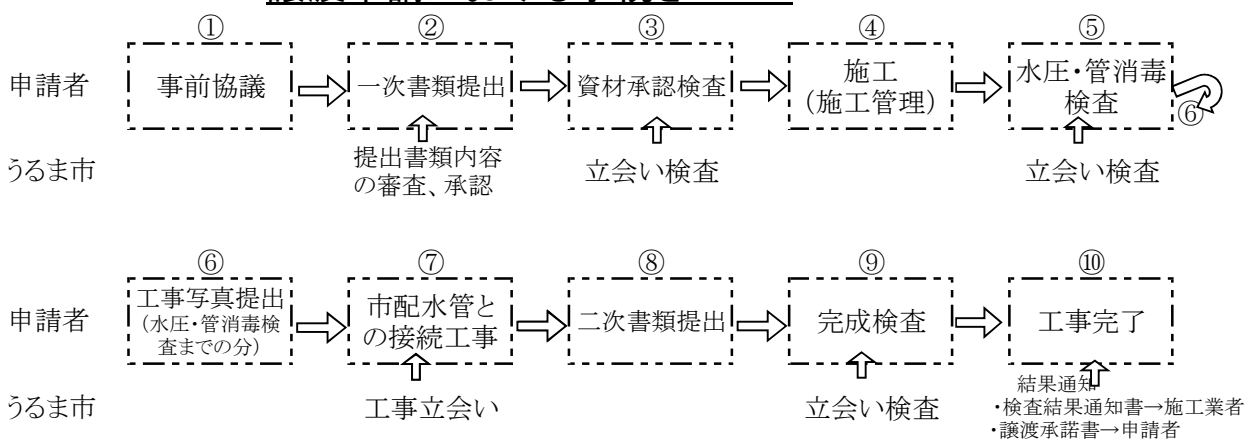 ① ② ③ ④ ⑤
申請者 事前協議 一次書類提出 資材承認検査 施工 水圧・管消毒
(施工管理) 検査 ⑥
うるま市 提出書類内容 立会い検査 立会い検査
の審査、承認
⑥ ⑦ ⑧ ⑨ ⑩
申請者 工事写真提出 市配水管と 二次書類提出 完成検査 工事完了
(水圧・管消毒検 の接続工事
査までの分)
うるま市 工事立会い 立会い検査 結果通知
・検査結果通知書→施工業者
・譲渡承諾書→申請者